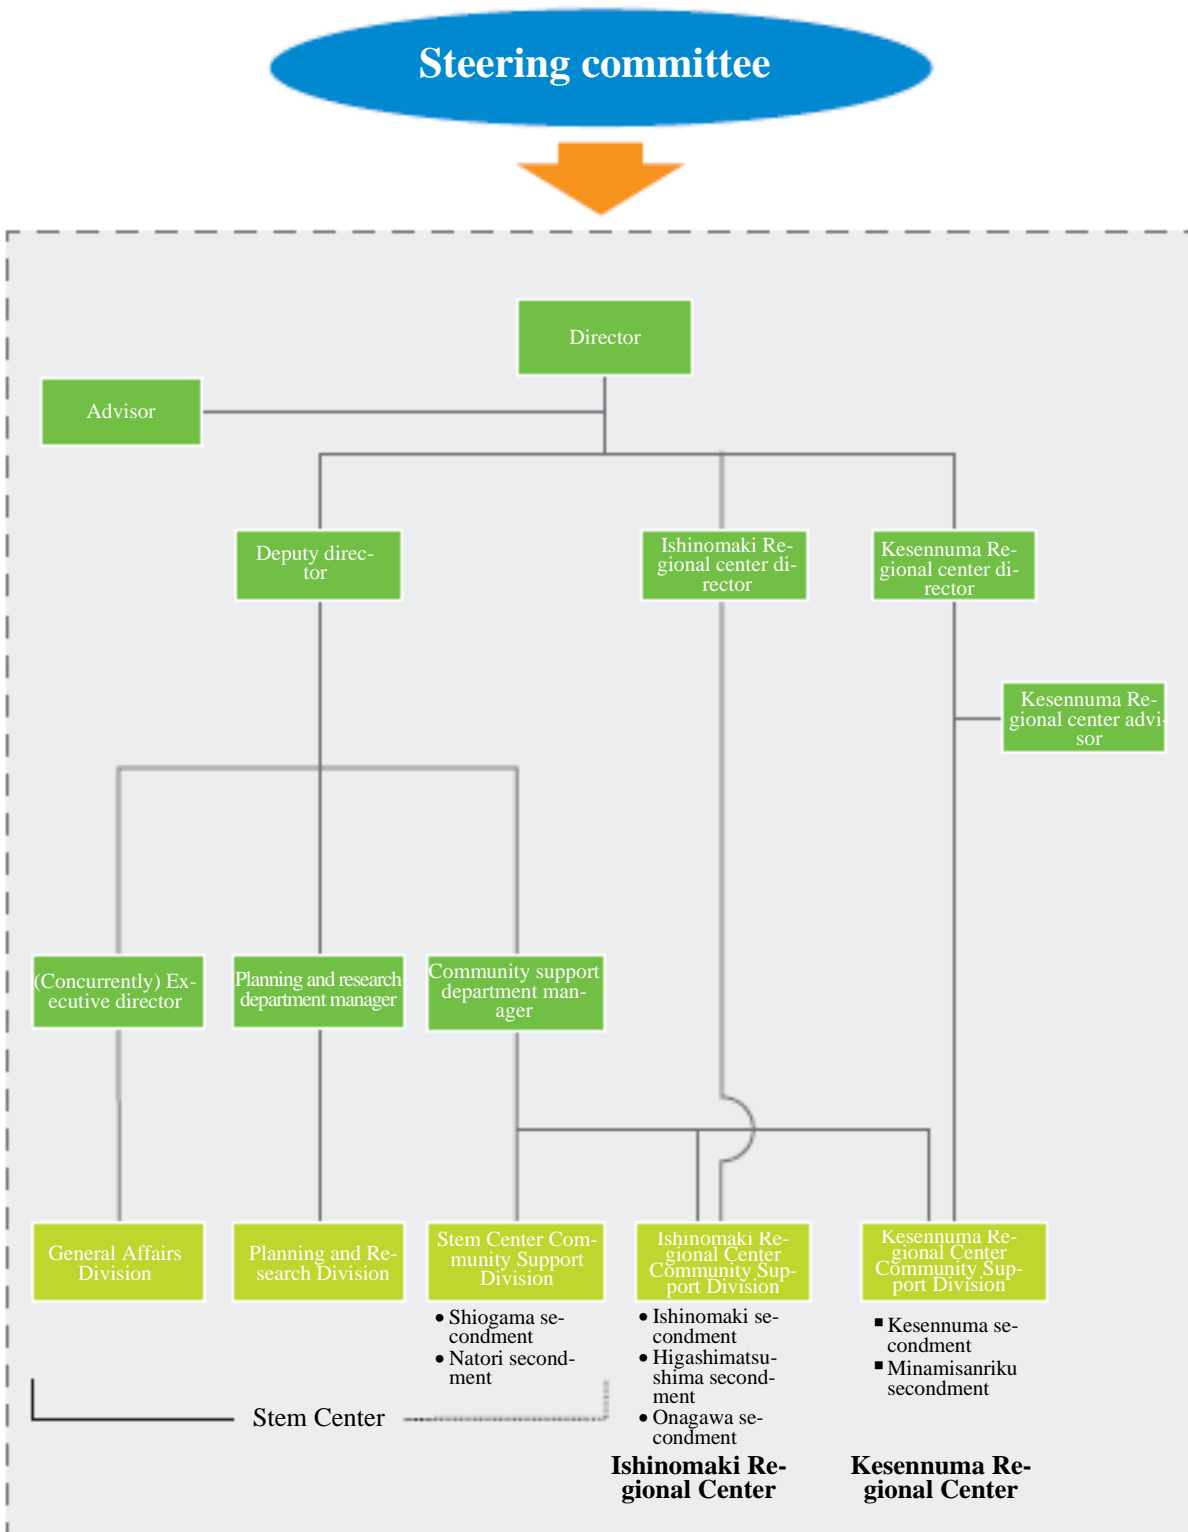 Steering committee
Director
Advisor
Deputy direc-
tor
Ishinomaki Re-
gional center di-
rector
Kesennuma Re-
gional center di-
rector
Kesennuma Re-
gional center advi-
sor
(Concurrently) Ex-
ecutive director
Planning and research
department manager
Community support
department man-
ager
General Affairs
Division
Planning and Re-
search Division
Stem Center Com-
munity Support
Division
Ishinomaki Re-
gional Center
Community Sup-
port Division
Kesennuma Re-
gional Center
Community Sup-
port Division
• Shiogama se-
condment
• Natori second-
ment
• Ishinomaki se-
condment
• Higashimatsu-
shima second-
ment
• Onagawa se-
condment
▪ Kesennuma se-
condment
▪ Minamisanriku
secondment
Stem Center
Ishinomaki Re-
gional Center
Kesennuma Re-
gional Center